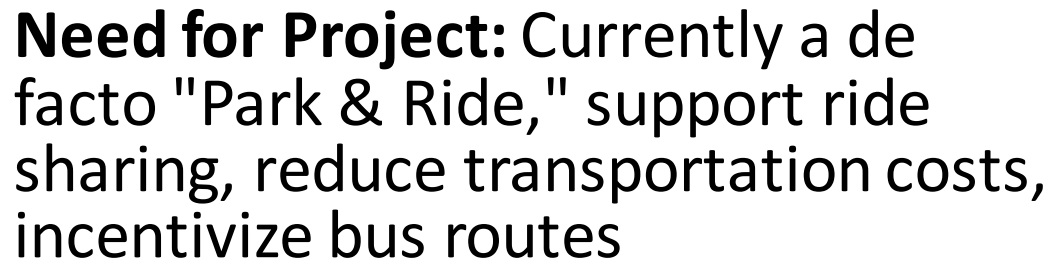 Need for Project: Currently a de
facto "Park & Ride," support ride
sharing, reduce transportation costs,
incentivize bus routes